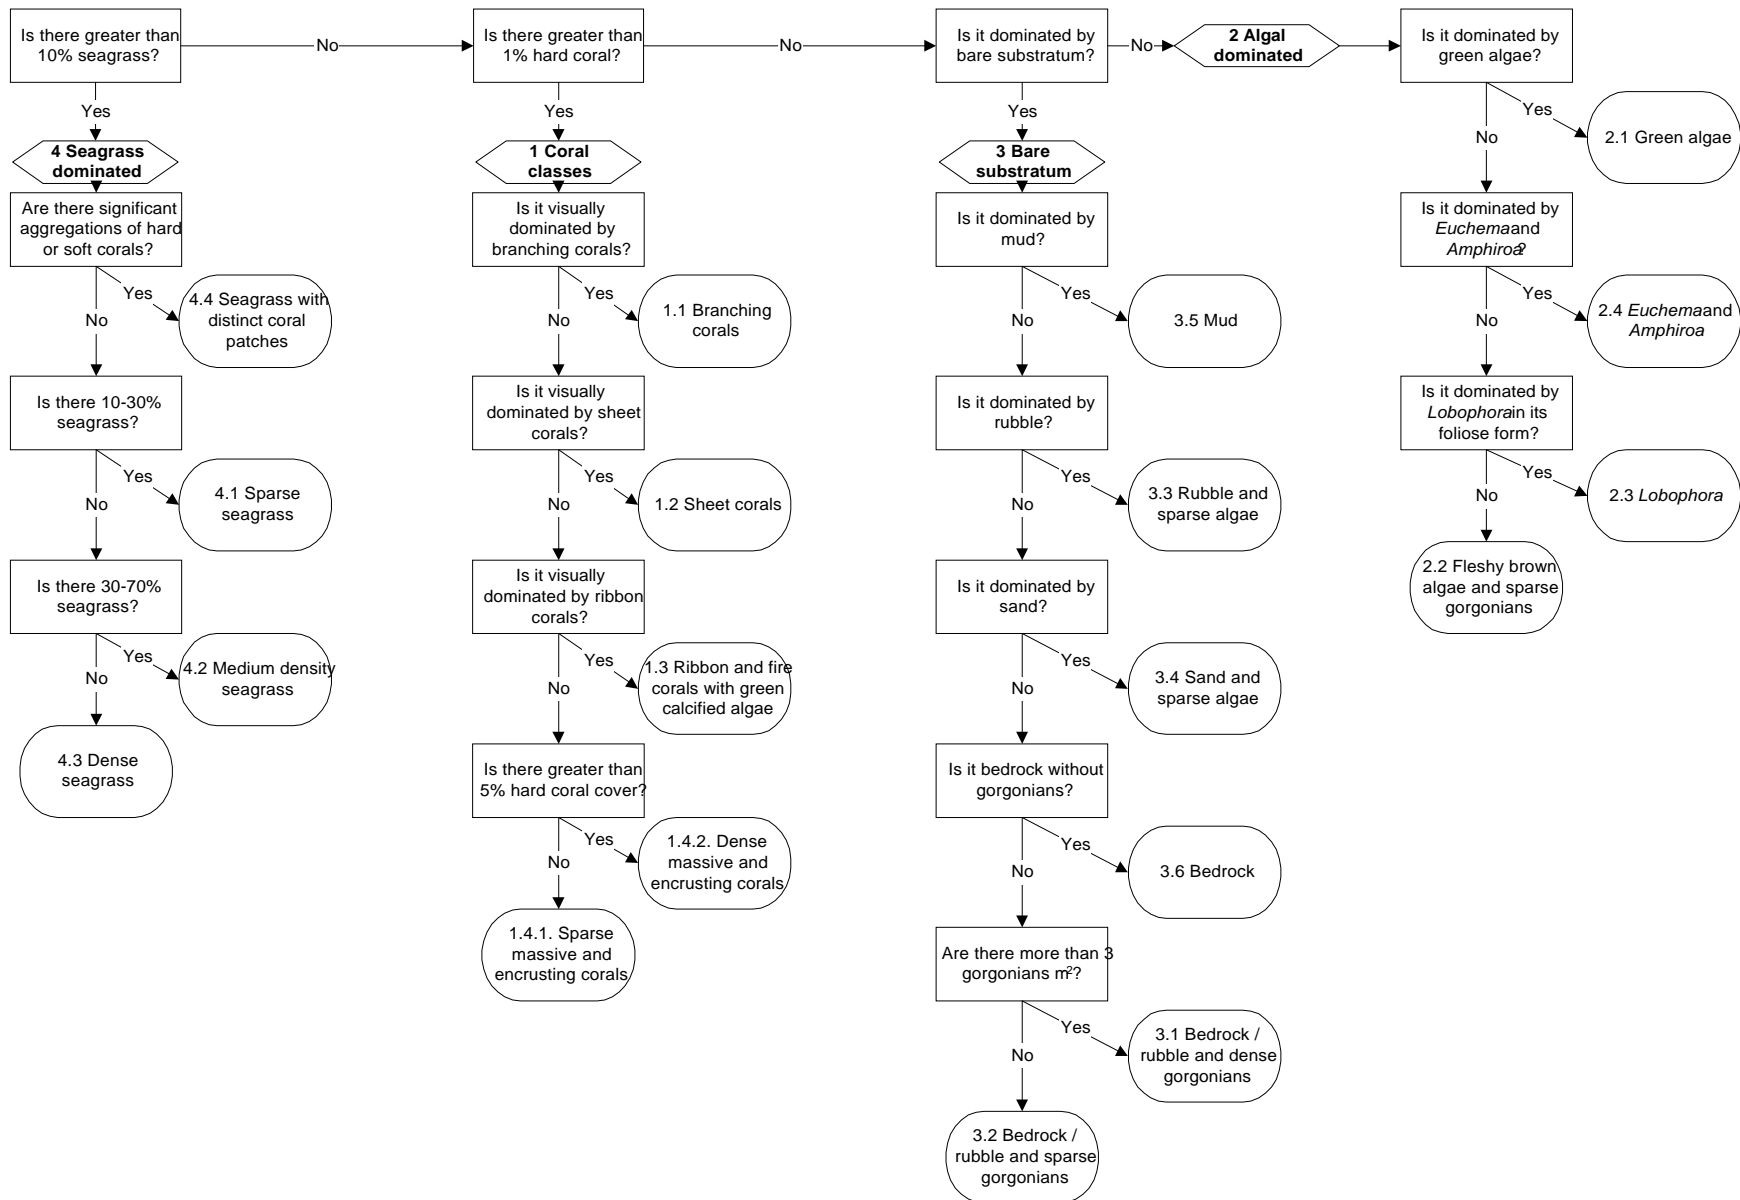 Is there greater than
10% seagrass?
No
Is there greater than
1% hard coral?
No
Is it dominated by
bare substratum?
No
2 Algal
dominated
Is it dominated by
green algae?
Yes
4 Seagrass
dominated
Are there significant
aggregations of hard
or soft corals?
Yes
4.4 Seagrass with
distinct coral
patches
No
Is there 10-30%
seagrass?
Yes
4.1 Sparse
seagrass
No
Is there 30-70%
seagrass?
Yes
4.2 Medium density
seagrass
No
4.3 Dense
seagrass
Yes
1 Coral
classes
Is it visually
dominated by
branching corals?
Yes
1.1 Branching
corals
No
Is it visually
dominated by sheet
corals?
Yes
1.2 Sheet corals
No
Is it visually
dominated by ribbon
corals?
Yes
1.3 Ribbon and fire
corals with green
calcified algae
No
Is there greater than
5% hard coral cover?
Yes
1.4.2. Dense
massive and
encrusting corals
No
1.4.1. Sparse
massive and
encrusting corals
Yes
3 Bare
substratum
Is it dominated by
mud?
Yes
3.5 Mud
No
Is it dominated by
rubble?
Yes
3.3 Rubble and
sparse algae
No
Is it dominated by
sand?
Yes
3.4 Sand and
sparse algae
No
Is it bedrock without
gorgonians?
Yes
3.6 Bedrock
No
Are there more than 3
gorgonians m²?
Yes
3.1 Bedrock /
rubble and dense
gorgonians
No
3.2 Bedrock /
rubble and sparse
gorgonians
Yes
2.1 Green algae
No
Is it dominated by
Euchema and
Amphiroa?
Yes
2.4 Euchema and
Amphiroa
No
Is it dominated by
Lobophora in its
foliose form?
Yes
2.3 Lobophora
No
2.2 Fleshy brown
algae and sparse
gorgonians